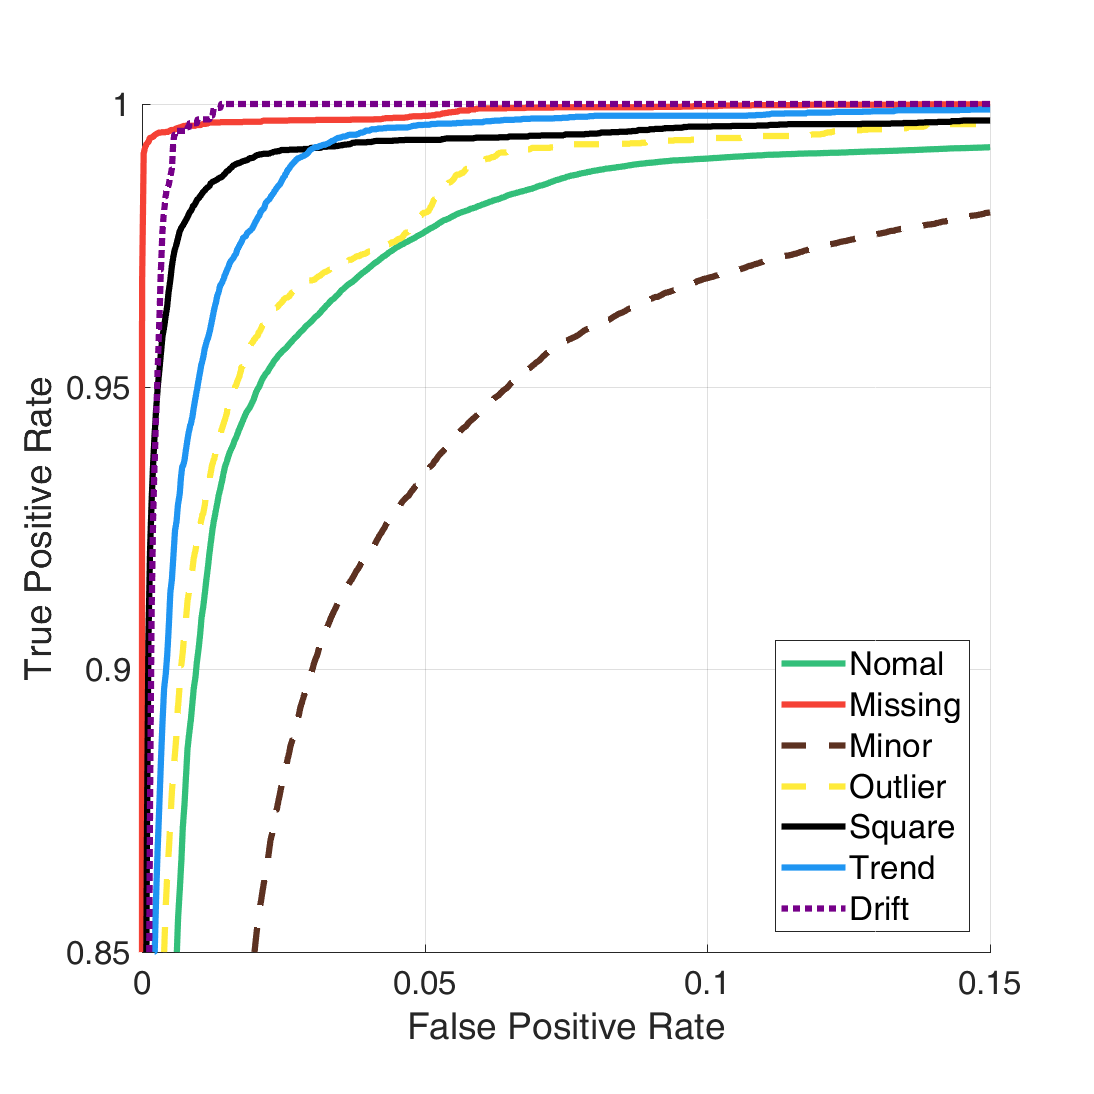 1
0.95
0.9
0.85
0
0.05
0.1
0.15
True Positive Rate
False Positive Rate
Nomal
Missing
Minor
Outlier
Square
Trend
Drift